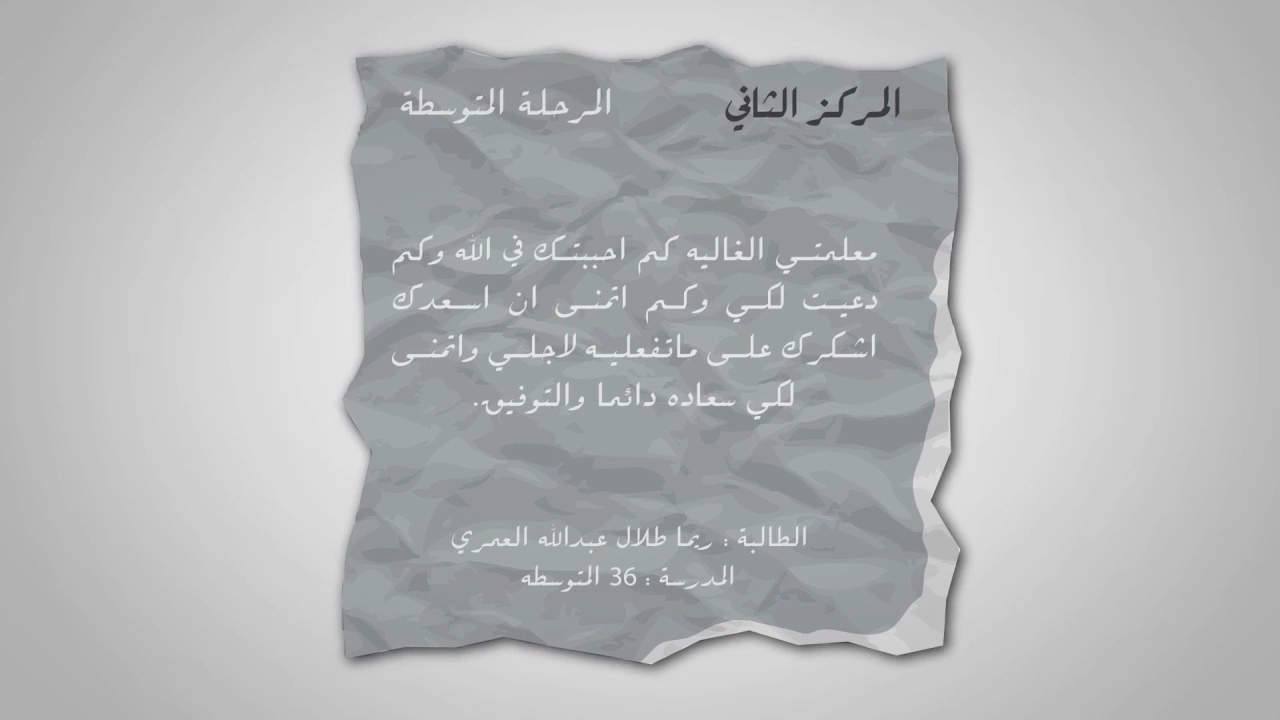 المركز الثاني
المرحلة المتوسطة
معلمتي الغاليه كم احببتك في الله وكم
دعيت لكي وكم اتمنى ان اسعدك
اشكرك على ماتفعليه لاجلي واتمنى
لكي سعاده دائما والتوفيق..
الطالبة : ريما طلال عبدالله العمري
المدرسة : 36 المتوسطه